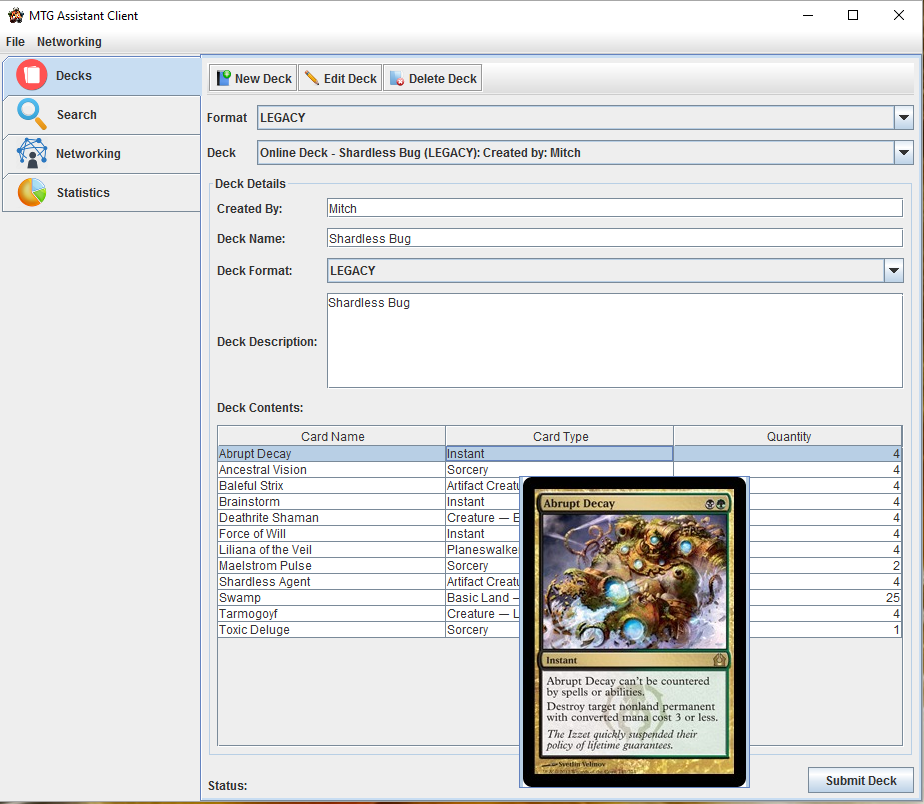 MTG Assistant Client
File Networking
Decks
Search
Networking
Statistics
New Deck Edit Deck Delete Deck
Format LEGACY
Deck Online Deck - Shardless Bug (LEGACY): Created by: Mitch
Deck Details
Created By: Mitch
Deck Name: Shardless Bug
Deck Format: LEGACY
Deck Description: Shardless Bug
Deck Contents:
Card Name Card Type Quantity
Abrupt Decay Instant 4
Ancestral Vision Sorcery 4
Baleful Strix Artifact Creatu 4
Brainstorm Instant 4
Deathrite Shaman Creature — E 4
Force of Will Instant 4
Liliana of the Veil Planeswalke 4
Maelstrom Pulse Sorcery 2
Shardless Agent Artifact Creatu 4
Swamp Basic Land – 25
Tarmogoyf Creature — L 4
Toxic Deluge Sorcery 1
Abrupt Decay
Instant
Abrupt Decay can't be countered
by spells or abilities.
Destroy target nonland permanent
with converted mana cost 3 or less.
The Izzet quickly suspended their
policy of lifetime guarantees.
Svetlin Velinov
Status:
Submit Deck